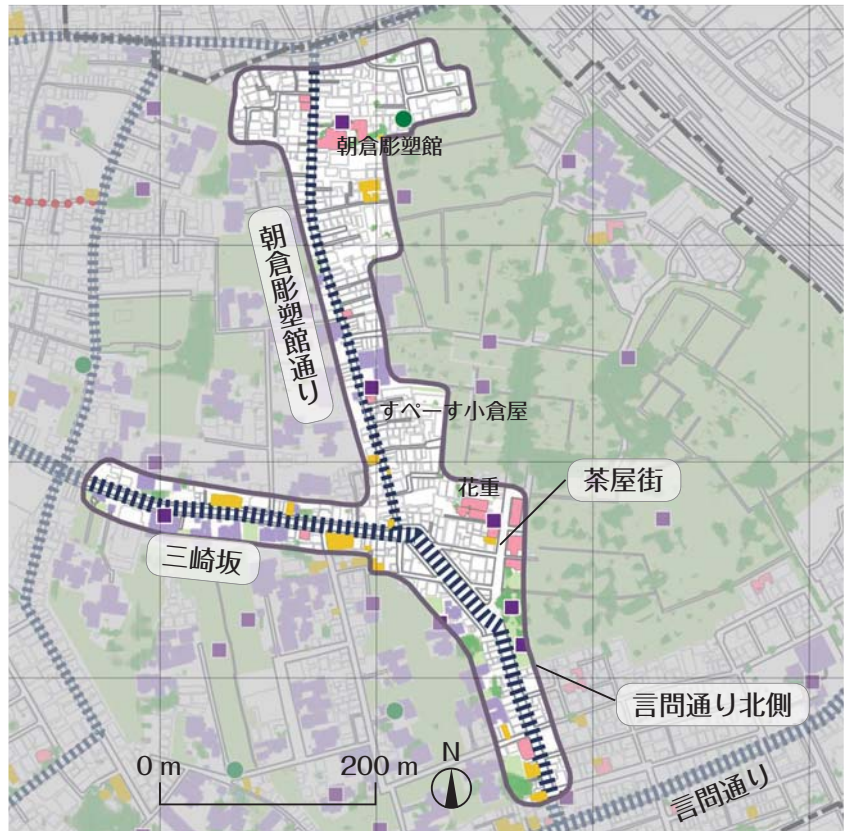 朝倉彫塑館
朝倉彫塑館通り
すぺーす小倉屋
花重
茶屋街
三崎坂
言問通り北側
0 m
200 m
N
言問通り